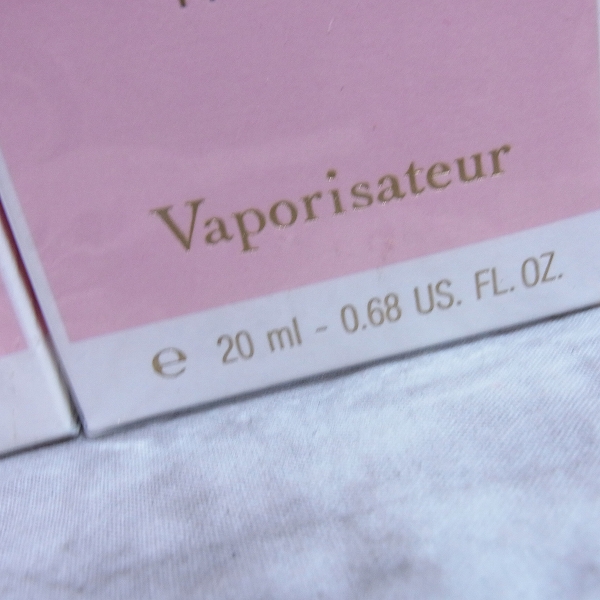 Vaporisateur
℮ 20 ml - 0.68 US. FL. OZ.